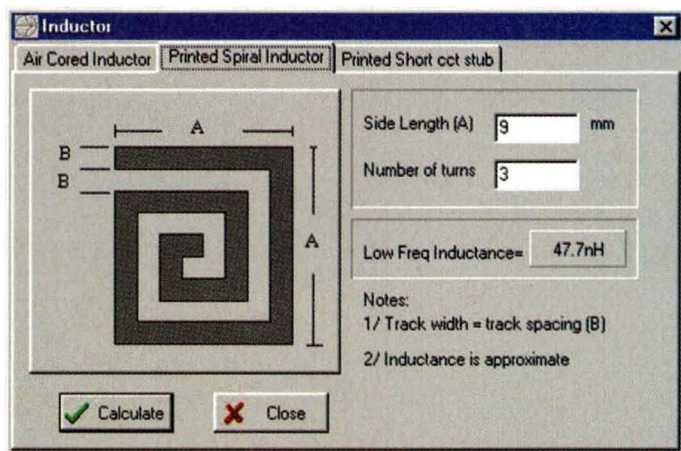 Inductor
Air Cored Inductor Printed Spiral Inductor Printed Short cct stub
A
B
B
A
Side Length (A) 9 mm
Number of turns 3
Low Freq Inductance= 47.7nH
Notes:
1/ Track width = track spacing (B)
2/ Inductance is approximate
Calculate Close